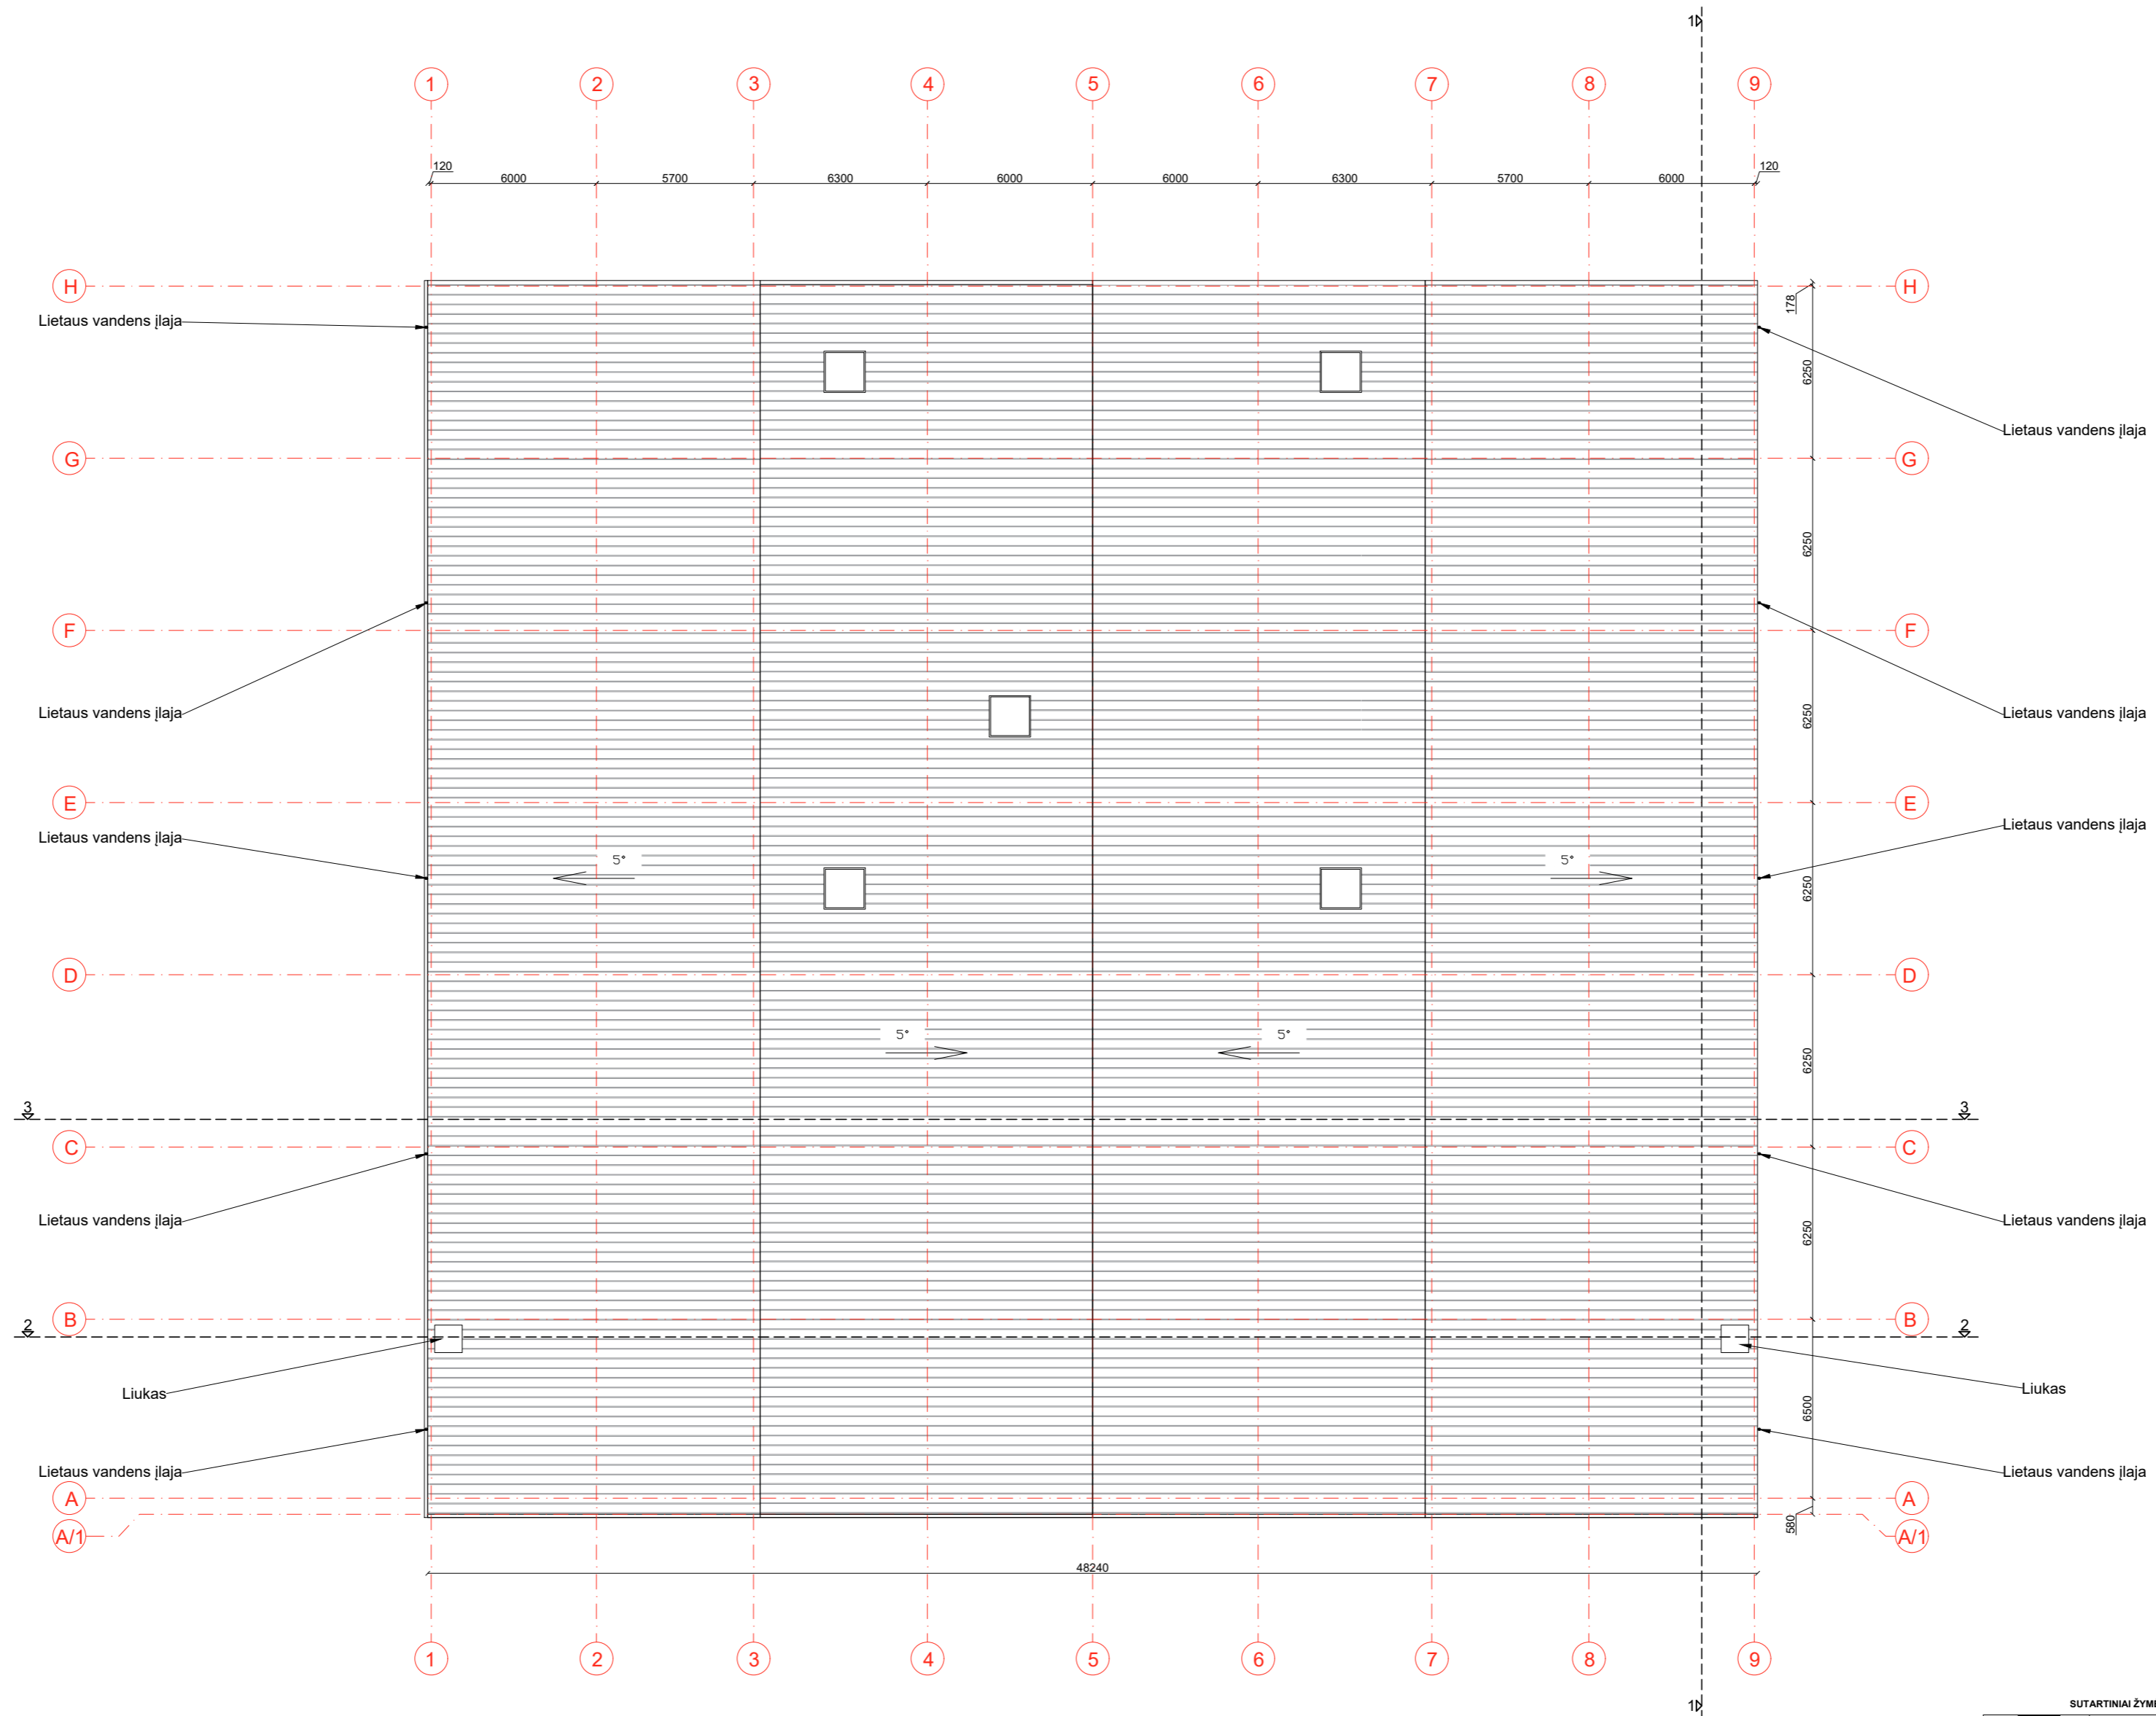 1
1 2 3 4 5 6 7 8 9
120 120
6000 5700 6300 6000 6000 6300 5700 6000
H H
178
Lietaus vandens įlaja
6250
Lietaus vandens įlaja
G G
6250
F F
Lietaus vandens įlaja Lietaus vandens įlaja
6250
E E
Lietaus vandens įlaja Lietaus vandens įlaja
5° 5°
6250
D D
5° 5°
6250
3 3
C C
Lietaus vandens įlaja Lietaus vandens įlaja
6250
B B
2 2
Liukas Liukas
6500
Lietaus vandens įlaja Lietaus vandens įlaja
A A
580
A/1 A/1
48240
1 2 3 4 5 6 7 8 9
1